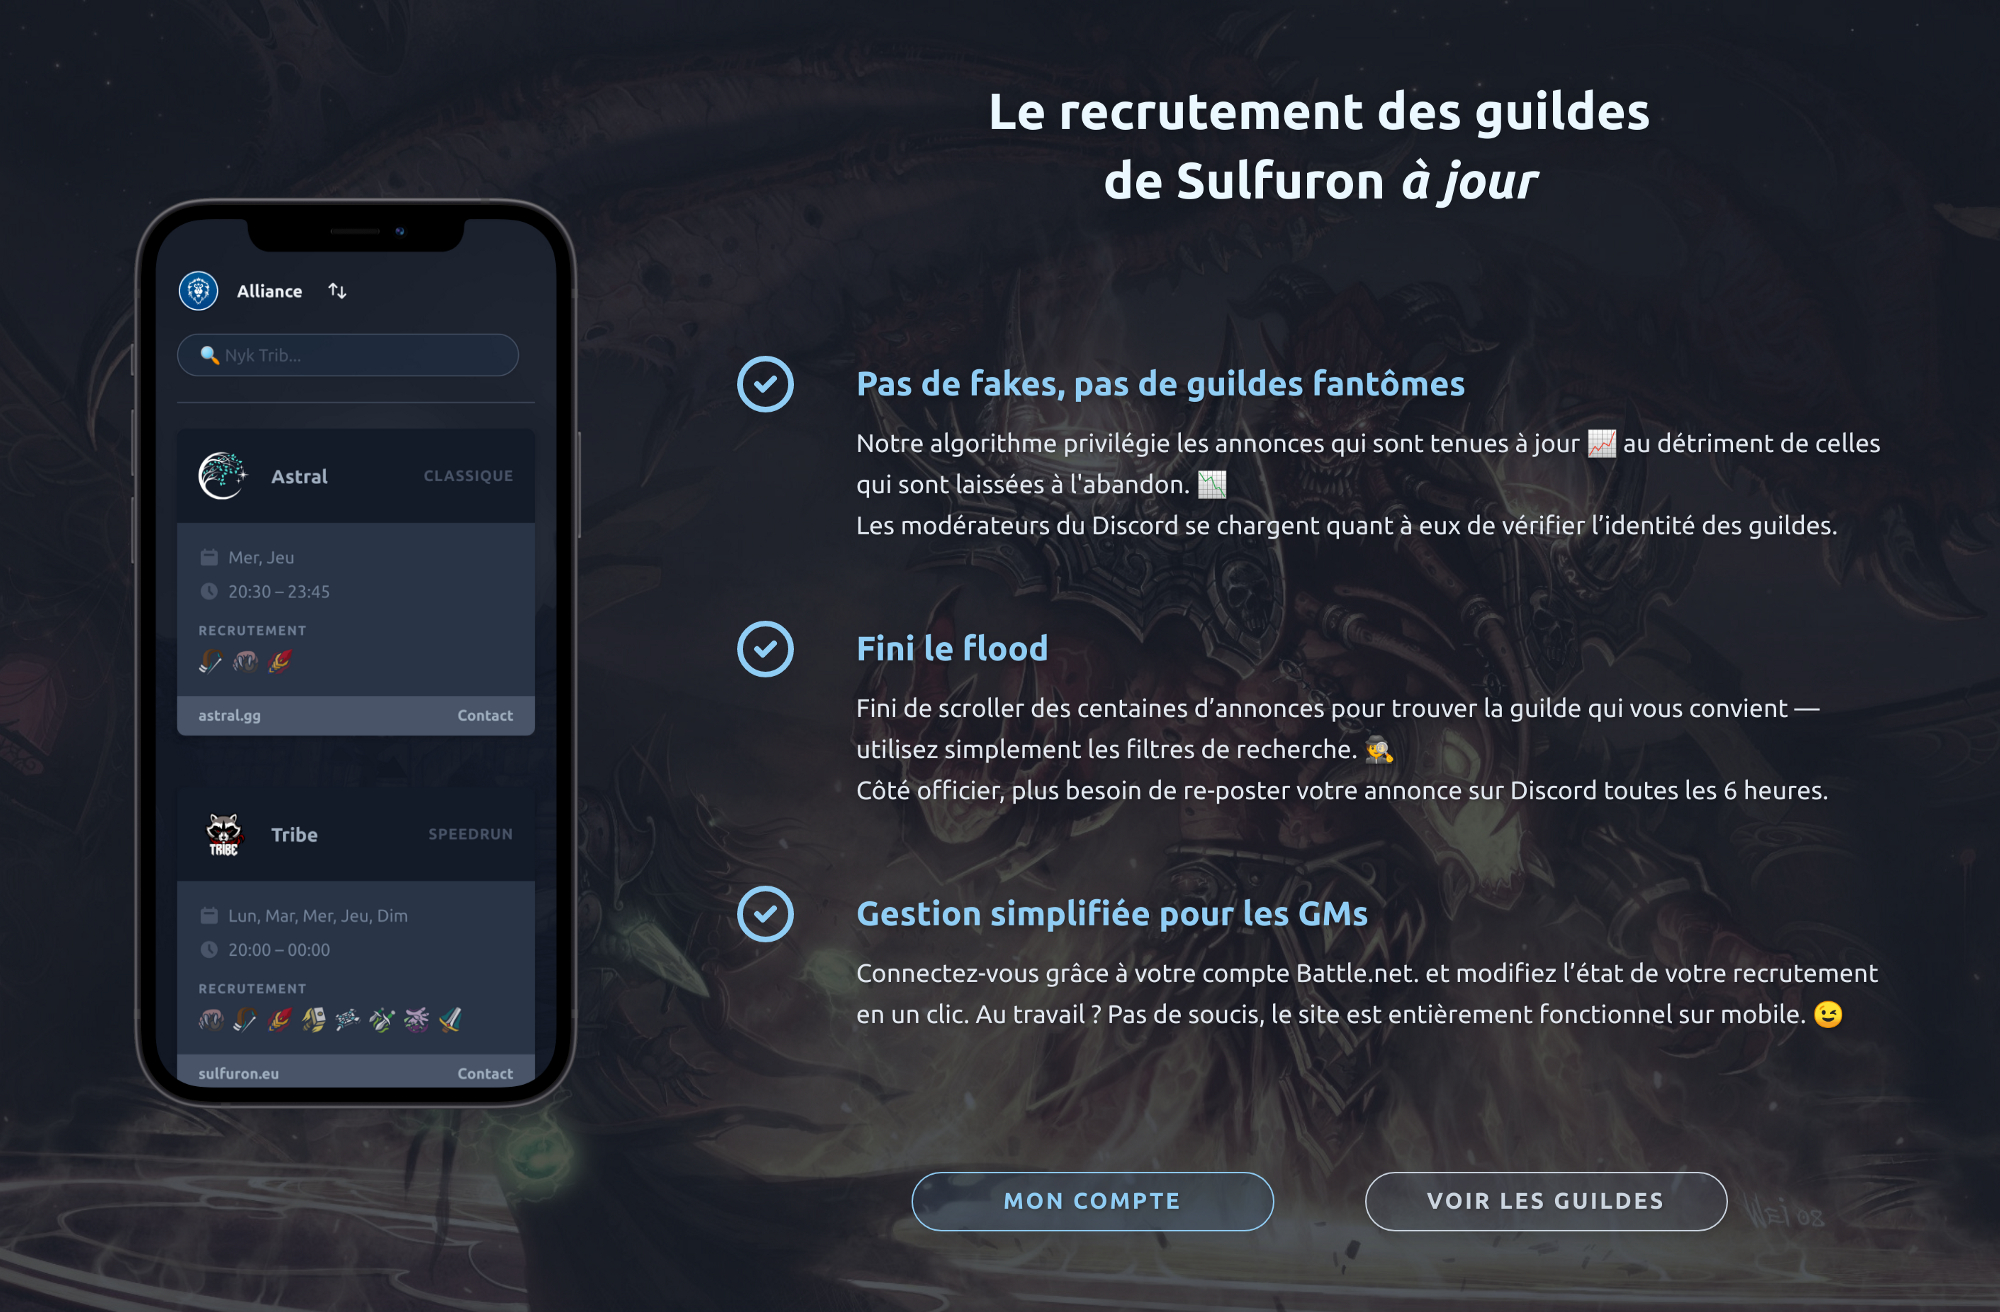 Le recrutement des guildes
de Sulfuron à jour
Alliance
🔍 Nyk Trib...
Astral
CLASSIQUE
Mer, Jeu
20:30 – 23:45
RECRUTEMENT
astral.gg
Contact
TRIBE
Tribe
SPEEDRUN
Lun, Mar, Mer, Jeu, Dim
20:00 – 00:00
RECRUTEMENT
sulfuron.eu
Contact
Pas de fakes, pas de guildes fantômes
Notre algorithme privilégie les annonces qui sont tenues à jour 📈 au détriment de celles
qui sont laissées à l'abandon. 📉
Les modérateurs du Discord se chargent quant à eux de vérifier l’identité des guildes.
Fini le flood
Fini de scroller des centaines d’annonces pour trouver la guilde qui vous convient —
utilisez simplement les filtres de recherche. 🕵️
Côté officier, plus besoin de re-poster votre annonce sur Discord toutes les 6 heures.
Gestion simplifiée pour les GMs
Connectez-vous grâce à votre compte Battle.net. et modifiez l’état de votre recrutement
en un clic. Au travail ? Pas de soucis, le site est entièrement fonctionnel sur mobile. 😉
MON COMPTE
VOIR LES GUILDES
WEI 08